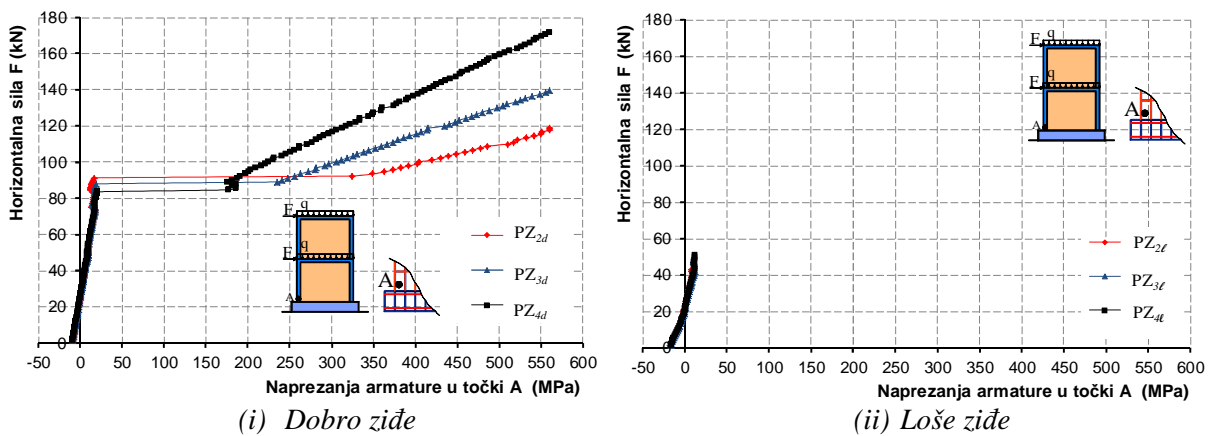 Horizontalna sila F (kN)
180
160
140
120
100
80
60
40
20
0
-50 0 50 100 150 200 250 300 350 400 450 500 550 600
Naprezanja armature u točki A (MPa)
F q
F q
A
A
PZ2d
PZ3d
PZ4d
(i) Dobro ziđe
Horizontalna sila F (kN)
180
160
140
120
100
80
60
40
20
0
-50 0 50 100 150 200 250 300 350 400 450 500 550 600
Naprezanja armature u točki A (MPa)
F q
F q
A
A
PZ2ℓ
PZ3ℓ
PZ4ℓ
(ii) Loše ziđe